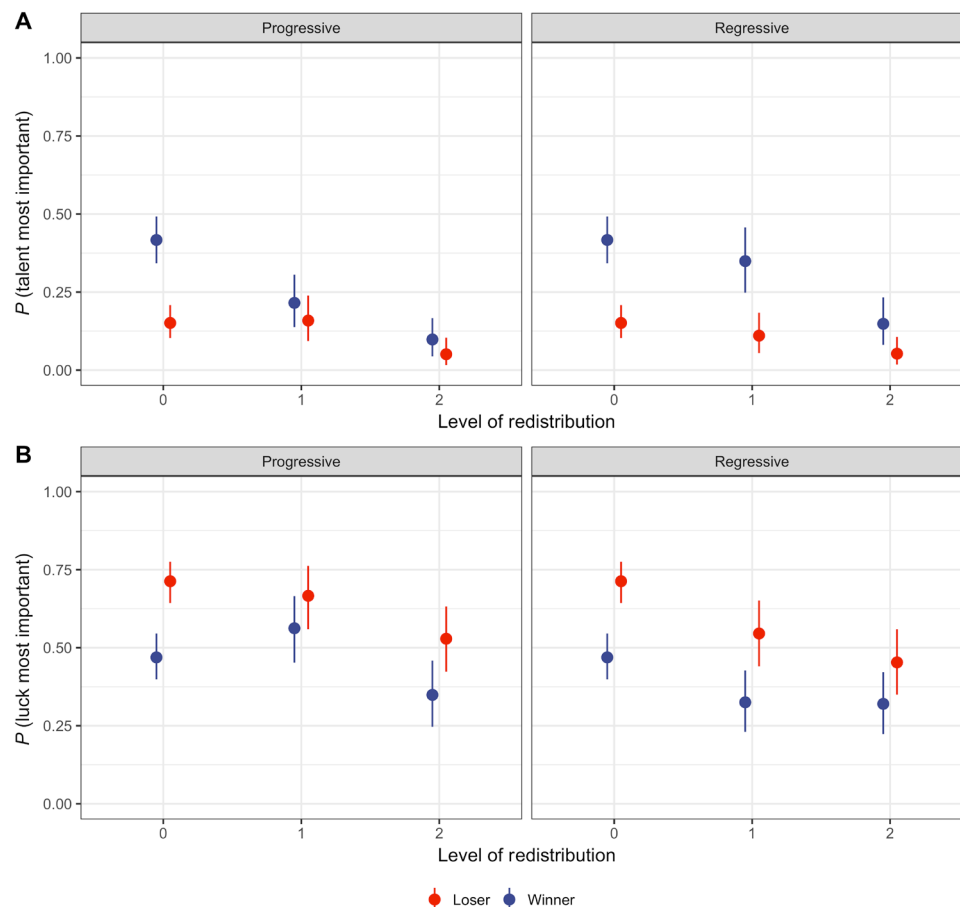 A
Progressive
Regressive
P (talent most important)
1.00
0.75
0.50
0.25
0.00
0 1 2
0 1 2
Level of redistribution
B
Progressive
Regressive
P (luck most important)
1.00
0.75
0.50
0.25
0.00
0 1 2
0 1 2
Level of redistribution
Loser Winner